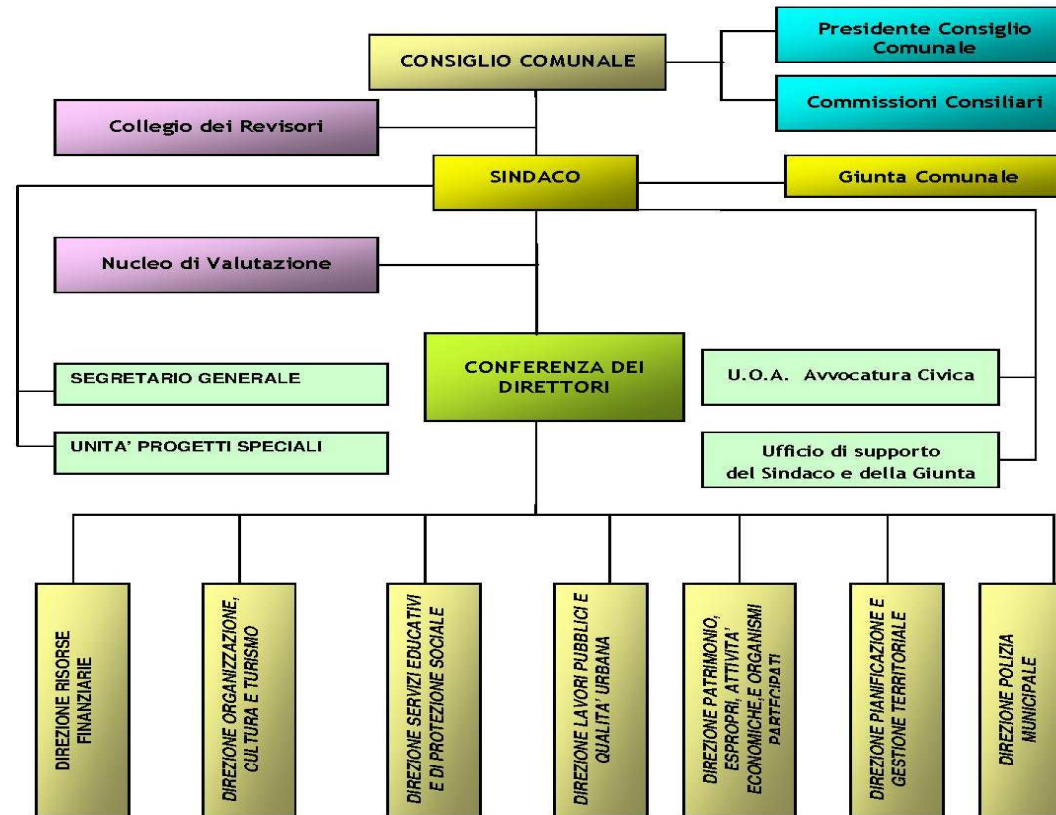 Presidente Consiglio
Comunale
CONSIGLIO COMUNALE
Commissioni Consiliari
Collegio dei Revisori
SINDACO
Giunta Comunale
Nucleo di Valutazione
CONFERENZA DEI
DIRETTORI
SEGRETARIO GENERALE
U.O.A. Avvocatura Civica
UNITA' PROGETTI SPECIALI
Ufficio di supporto
del Sindaco e della Giunta
DIREZIONE RISORSE
FINANZIARIE
DIREZIONE ORGANIZZAZIONE,
CULTURA E TURISMO
DIREZIONE SERVIZI EDUCATIVI
E DI PROTEZIONE SOCIALE
DIREZIONE LAVORI PUBBLICI E
QUALITA' URBANA
DIREZIONE PATRIMONIO,
ESPROPRI, ATTIVITA'
ECONOMICHE,E ORGANISMI
PARTECIPATI
DIREZIONE PIANIFICAZIONE E
GESTIONE TERRITORIALE
DIREZIONE POLIZIA
MUNICIPALE